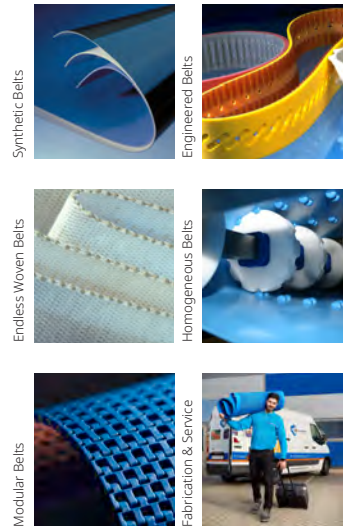 Synthetic Belts
Engineered Belts
Endless Woven Belts
Homogeneous Belts
Modular Belts
Fabrication & Service